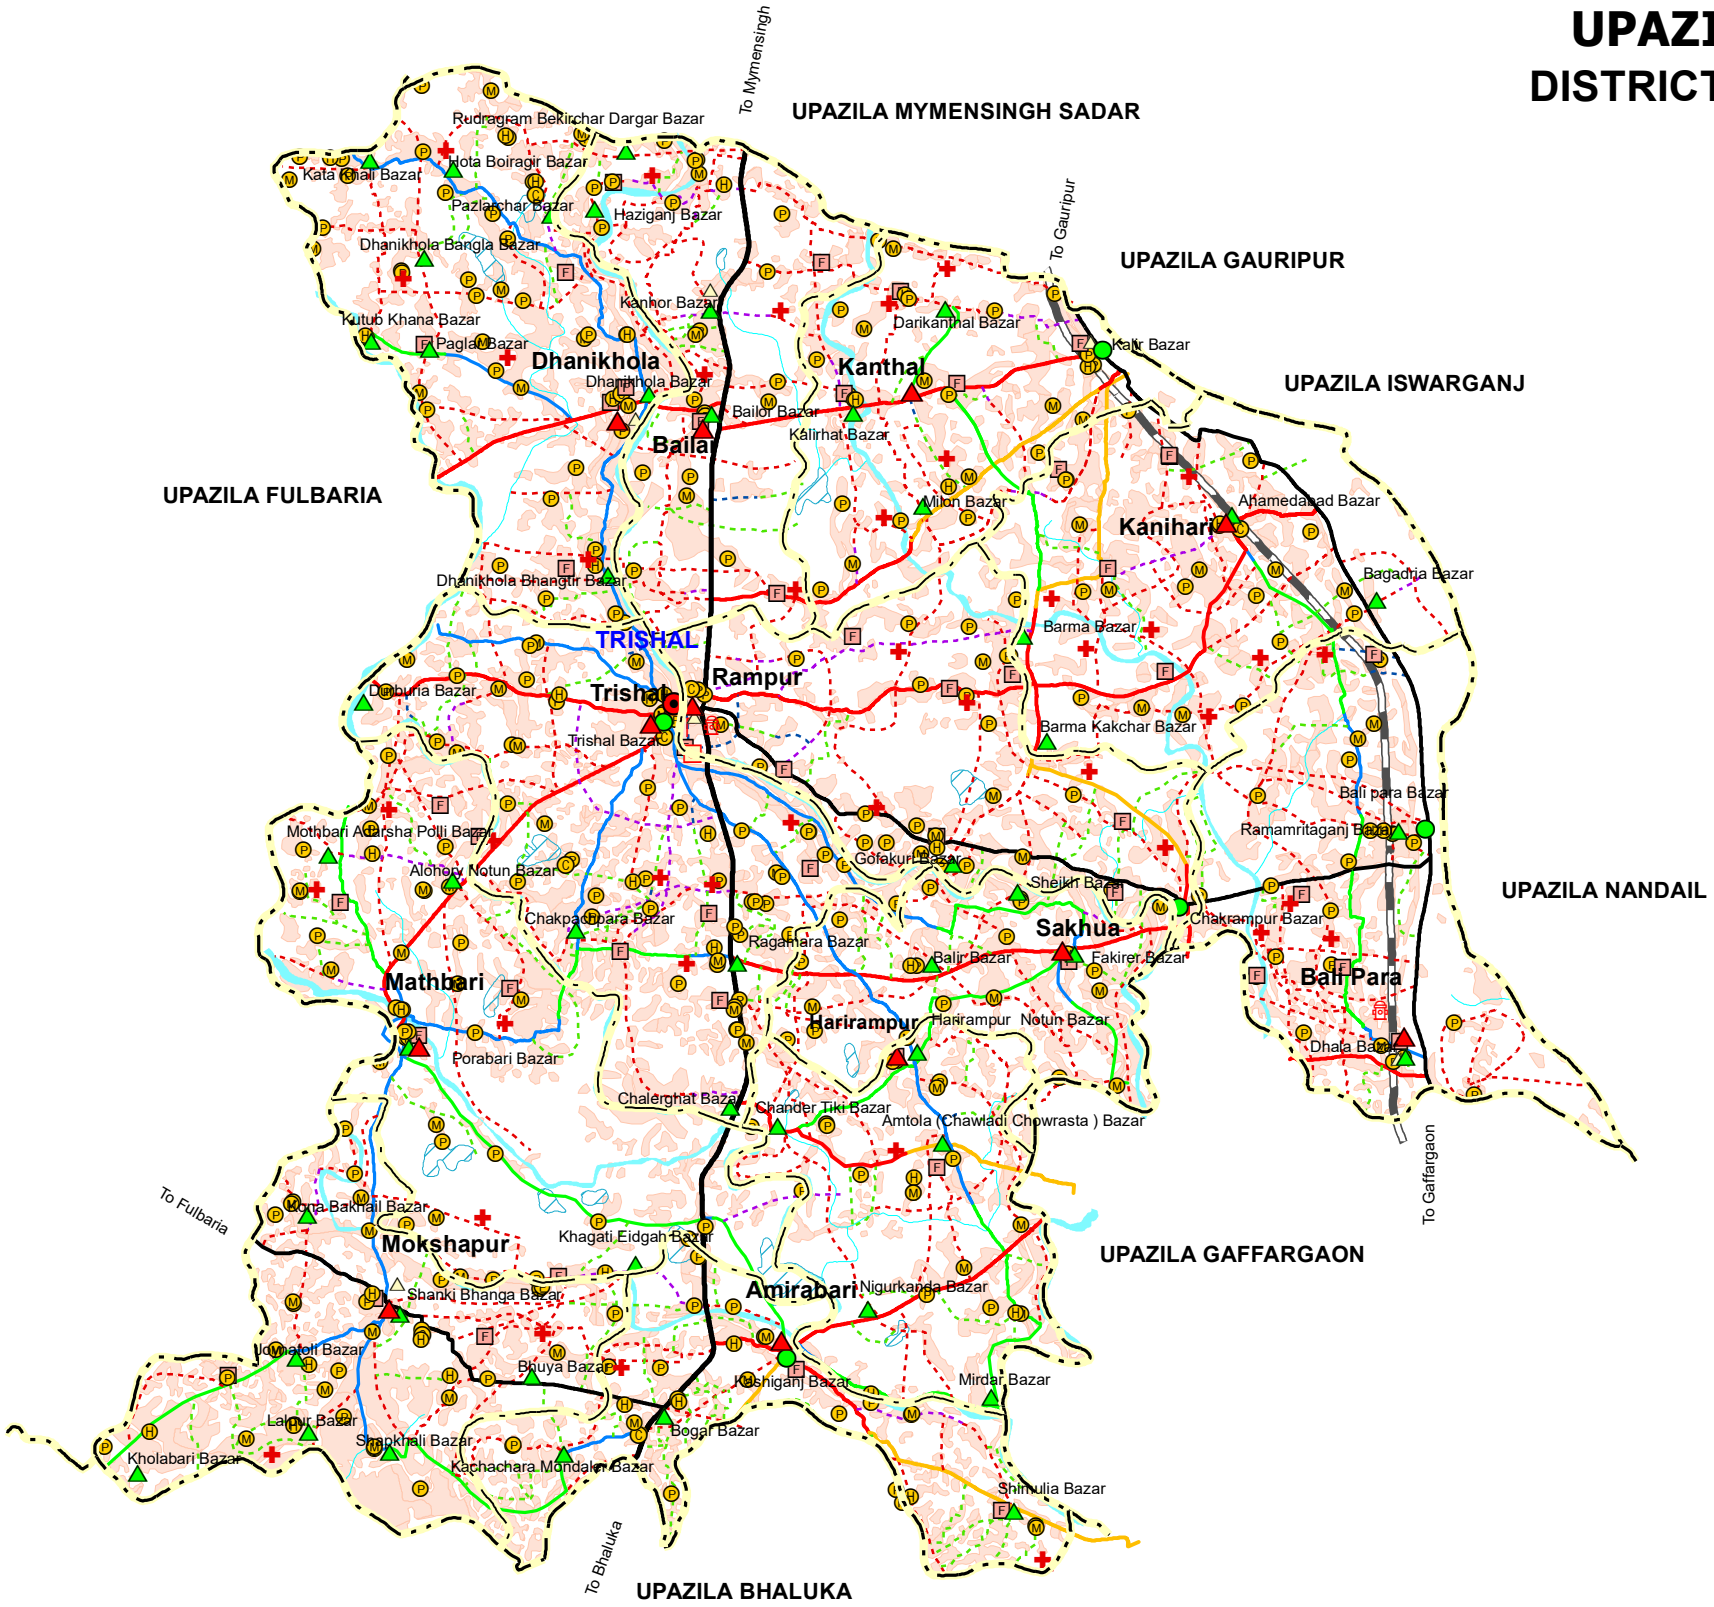 UPAZI
DISTRICT
To Mymensingh
UPAZILA MYMENSINGH SADAR
Rudragram Bekirchar Dargar Bazar
Hota Boiragir Bazar
Kata Khali Bazar
Pazlarchar Bazar
Haziganj Bazar
To Gauripur
Dhanikhola Bangla Bazar
UPAZILA GAURIPUR
Kanhor Bazar
Kutub Khana Bazar
Darikanthal Bazar
Paglar Bazar
Kalir Bazar
Dhanikhola
Kanthal
Dhanikhola Bazar
UPAZILA ISWARGANJ
Bailor Bazar
Kalirhat Bazar
Bailar
UPAZILA FULBARIA
Milon Bazar
Ahamedabad Bazar
Kanihari
Dhanikhola Bhangtir Bazar
Bagadria Bazar
Barma Bazar
TRISHAL
Rampur
Trishal
Durburia Bazar
Barma Kakchar Bazar
Trishal Bazar
Bali para Bazar
Mothbari Adarsha Polli Bazar
Ramamritaganj Bazar
Gofakuri Bazar
Alohory Notun Bazar
Sheikh Bazar
UPAZILA NANDAIL
Chakpachpara Bazar
Chakrampur Bazar
Sakhua
Ragamara Bazar
Balir Bazar
Fakirer Bazar
Mathbari
Bali Para
Harirampur
Harirampur Notun Bazar
Porabari Bazar
Dhala Bazar
Chalerghat Bazar
Chander Tiki Bazar
Amtola (Chawladi Chowrasta ) Bazar
To Gaffargaon
To Fulbaria
Kona Bakhail Bazar
Khagati Eidgah Bazar
Mokshapur
UPAZILA GAFFARGAON
Amirabari
Nigurkanda Bazar
Shanki Bhanga Bazar
Joynatoli Bazar
Bhuya Bazar
Kashiganj Bazar
Mirdar Bazar
Lalpur Bazar
Bogar Bazar
Shapkhali Bazar
Kholabari Bazar
Kachachara Mondaler Bazar
Shimulia Bazar
To Bhaluka
UPAZILA BHALUKA